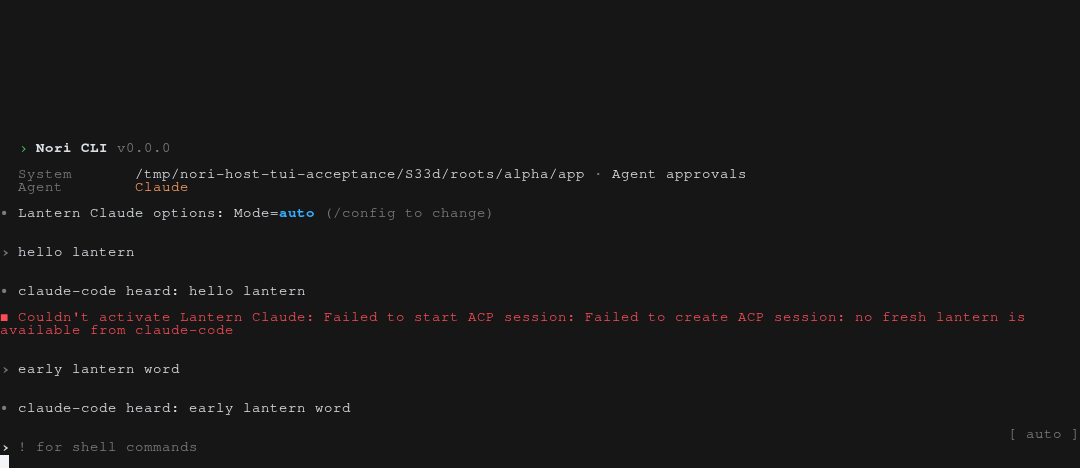 › Nori CLI v0.0.0
System /tmp/nori-host-tui-acceptance/S33d/roots/alpha/app · Agent approvals
Agent Claude
• Lantern Claude options: Mode=auto (/config to change)
› hello lantern
• claude-code heard: hello lantern
■ Couldn't activate Lantern Claude: Failed to start ACP session: Failed to create ACP session: no fresh lantern is
available from claude-code
› early lantern word
• claude-code heard: early lantern word
[ auto ]
› ! for shell commands